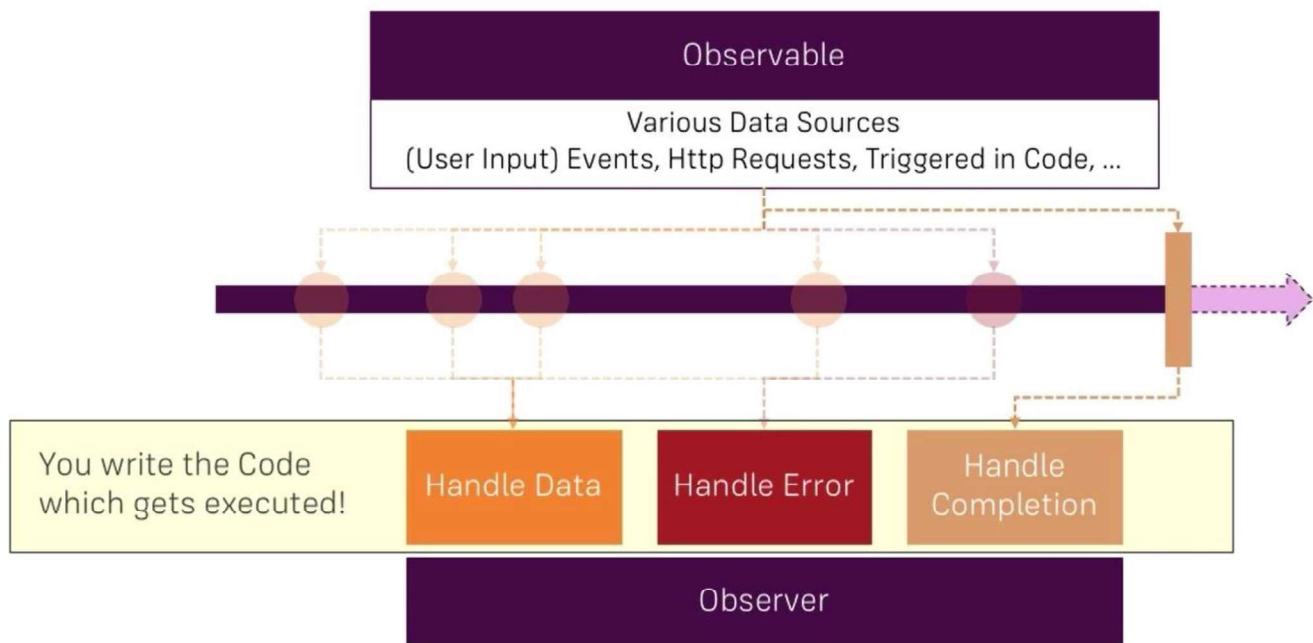 Observable
Various Data Sources
(User Input) Events, Http Requests, Triggered in Code, ...
You write the Code
which gets executed!
Handle Data
Handle Error
Handle
Completion
Observer